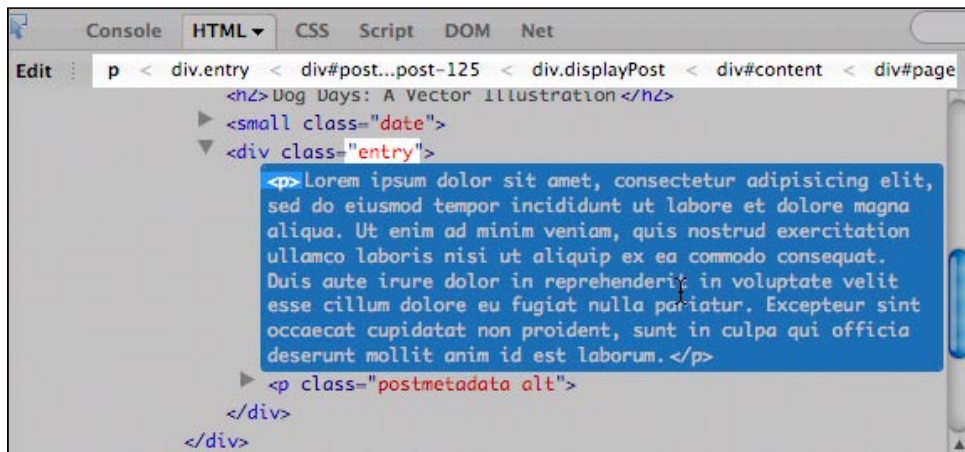 Console HTML CSS Script DOM Net
Edit p < div.entry < div#post...post-125 < div.displayPost < div#content < div#page
<h2>Dog Days: A Vector Illustration</h2>
<small class="date">
<div class="entry">
<p>Lorem ipsum dolor sit amet, consectetur adipisicing elit,
sed do eiusmod tempor incididunt ut labore et dolore magna
aliqua. Ut enim ad minim veniam, quis nostrud exercitation
ullamco laboris nisi ut aliquip ex ea commodo consequat.
Duis aute irure dolor in reprehenderit in voluptate velit
esse cillum dolore eu fugiat nulla pariatur. Excepteur sint
occaecat cupidatat non proident, sunt in culpa qui officia
deserunt mollit anim id est laborum.</p>
<p class="postmetadata alt">
</div>
</div>